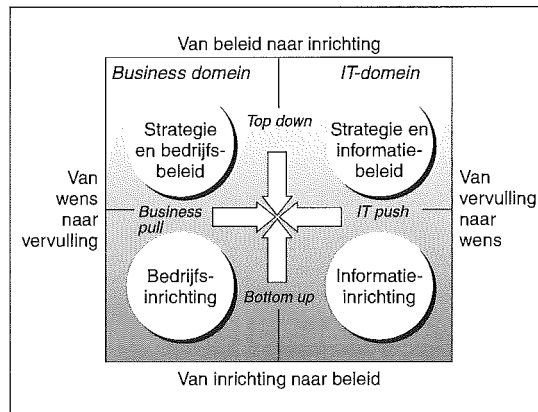 Van beleid naar inrichting
Business domein
IT-domein
Top down
Strategie
en bedrijfs-
beleid
Strategie en
informatie-
beleid
Van
wens
naar
vervulling
Business
pull
IT push
Van
vervulling
naar
wens
Bedrijfs-
inrichting
Bottom up
Informatie-
inrichting
Van inrichting naar beleid